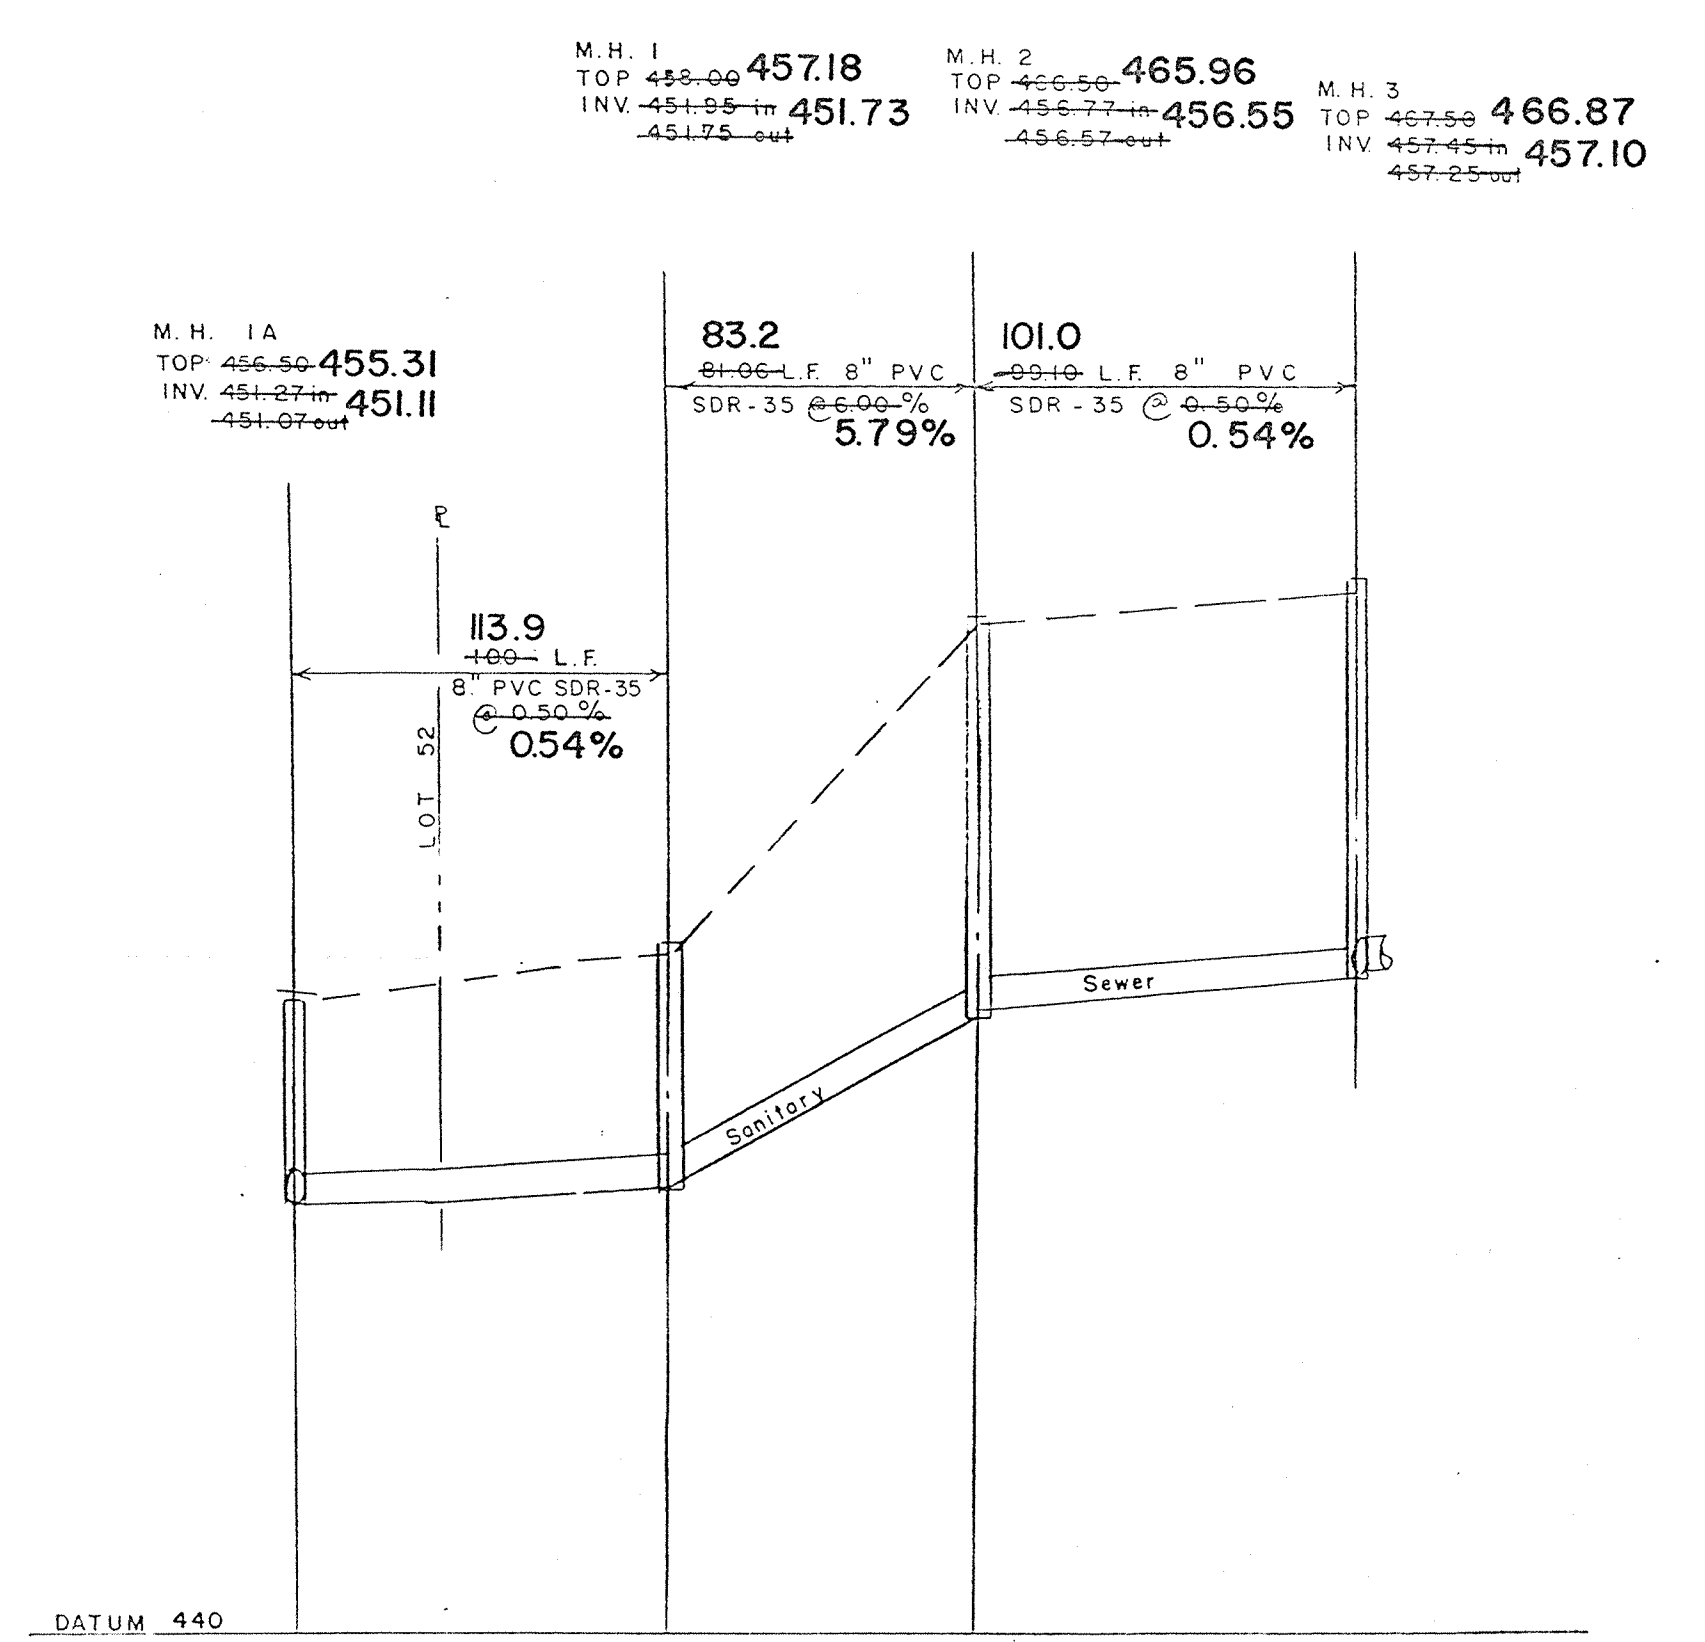 M.H. 1
TOP 458.00 457.18
INV. 451.95 in 451.73
451.75 out
M.H. 2
TOP 466.50 465.96
INV. 456.77 in 456.55
456.57 out
M.H. 3
TOP 467.50 466.87
INV. 457.45 in 457.10
457.25 out
M.H. 1A
TOP 456.50 455.31
INV. 451.27 in 451.11
451.07 out
83.2
81.06 L.F. 8" PVC
SDR-35 @ 6.00 %
5.79%
101.0
99.10 L.F. 8" PVC
SDR-35 @ 0.50%
0.54%
PL
113.9
100 L.F.
8" PVC SDR-35
@ 0.50%
0.54%
LOT 52
Sewer
Sanitary
DATUM 440